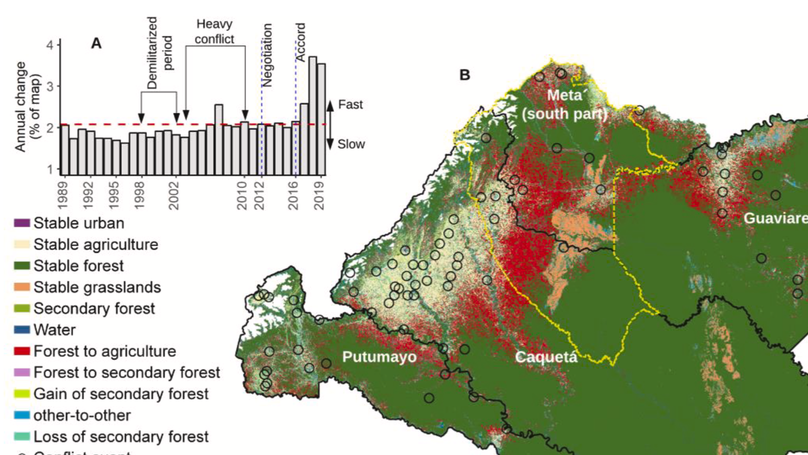 A
Annual change
(% of map)
4
3
2
1
Demilitarized
period
Heavy
conflict
Negotiation
Accord
Fast
Slow
1989
1992
1995
1998
2002
2010
2012
2016
2019
Stable urban
Stable agriculture
Stable forest
Stable grasslands
Secondary forest
Water
Forest to agriculture
Forest to secondary forest
Gain of secondary forest
other-to-other
Loss of secondary forest
Conflict event
B
Meta
(south part)
Guaviare
Putumayo
Caquetá